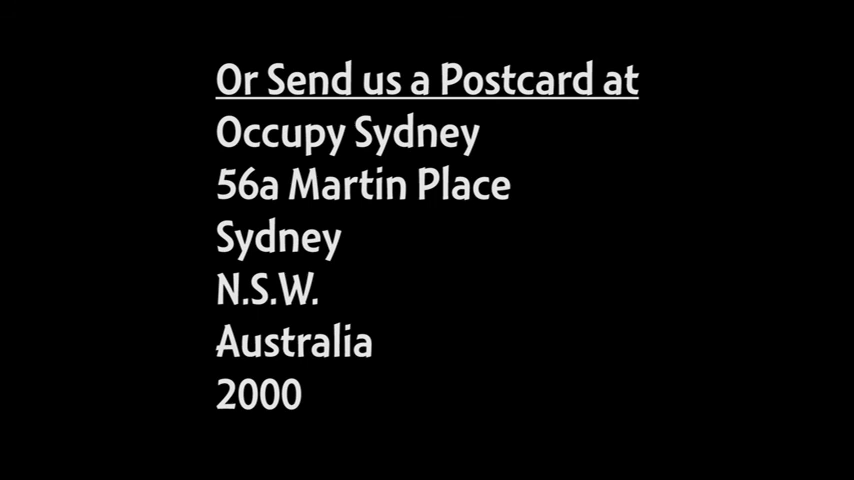 Or Send us a Postcard at
Occupy Sydney
56a Martin Place
Sydney
N.S.W.
Australia
2000